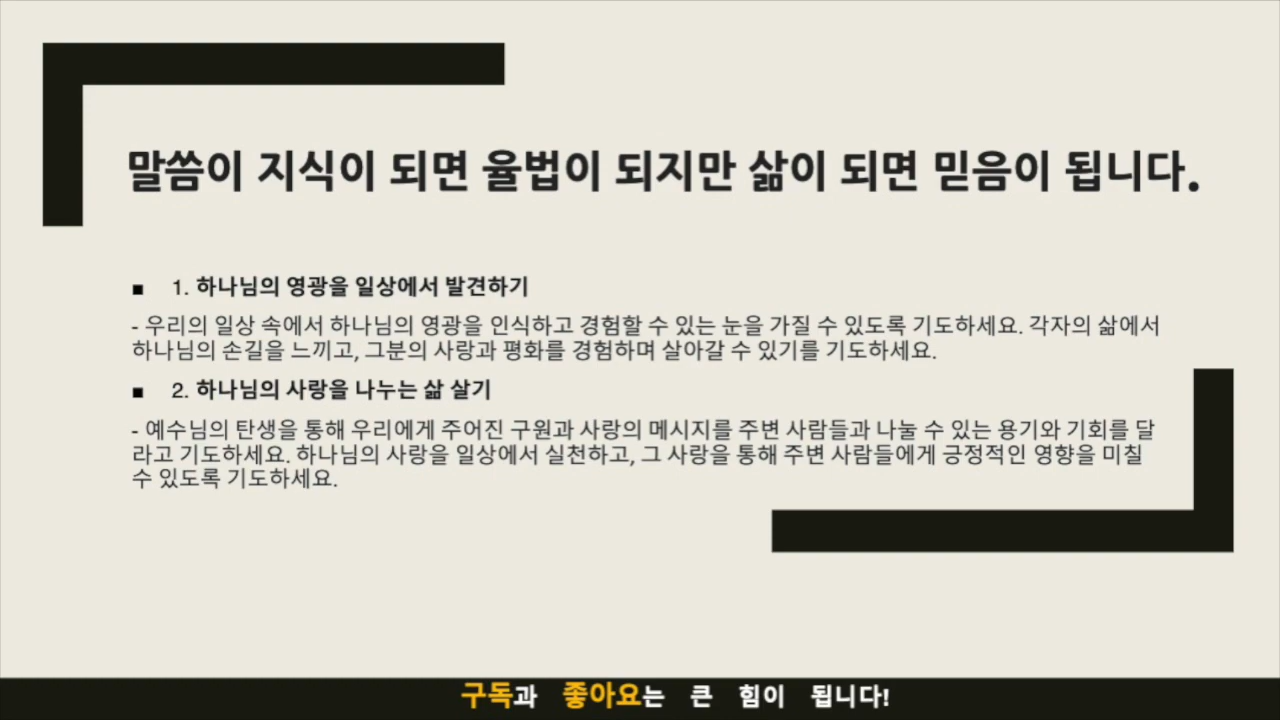 말씀이 지식이 되면 율법이 되지만 삶이 되면 믿음이 됩니다.
■ 1. 하나님의 영광을 일상에서 발견하기
- 우리의 일상 속에서 하나님의 영광을 인식하고 경험할 수 있는 눈을 가질 수 있도록 기도하세요. 각자의 삶에서
하나님의 손길을 느끼고, 그분의 사랑과 평화를 경험하며 살아갈 수 있기를 기도하세요.
■ 2. 하나님의 사랑을 나누는 삶 살기
- 예수님의 탄생을 통해 우리에게 주어진 구원과 사랑의 메시지를 주변 사람들과 나눌 수 있는 용기와 기회를 달
라고 기도하세요. 하나님의 사랑을 일상에서 실천하고, 그 사랑을 통해 주변 사람들에게 긍정적인 영향을 미칠
수 있도록 기도하세요.
구독과 좋아요는 큰 힘이 됩니다!